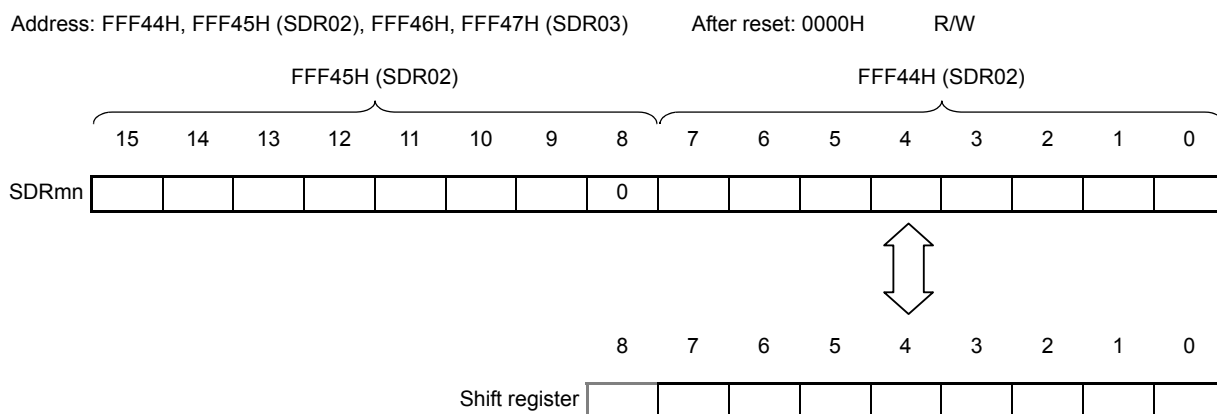 Address: FFF44H, FFF45H (SDR02), FFF46H, FFF47H (SDR03) After reset: 0000H R/W
FFF45H (SDR02) FFF44H (SDR02)
15 14 13 12 11 10 9 8 7 6 5 4 3 2 1 0
SDRmn 0
8 7 6 5 4 3 2 1 0
Shift register